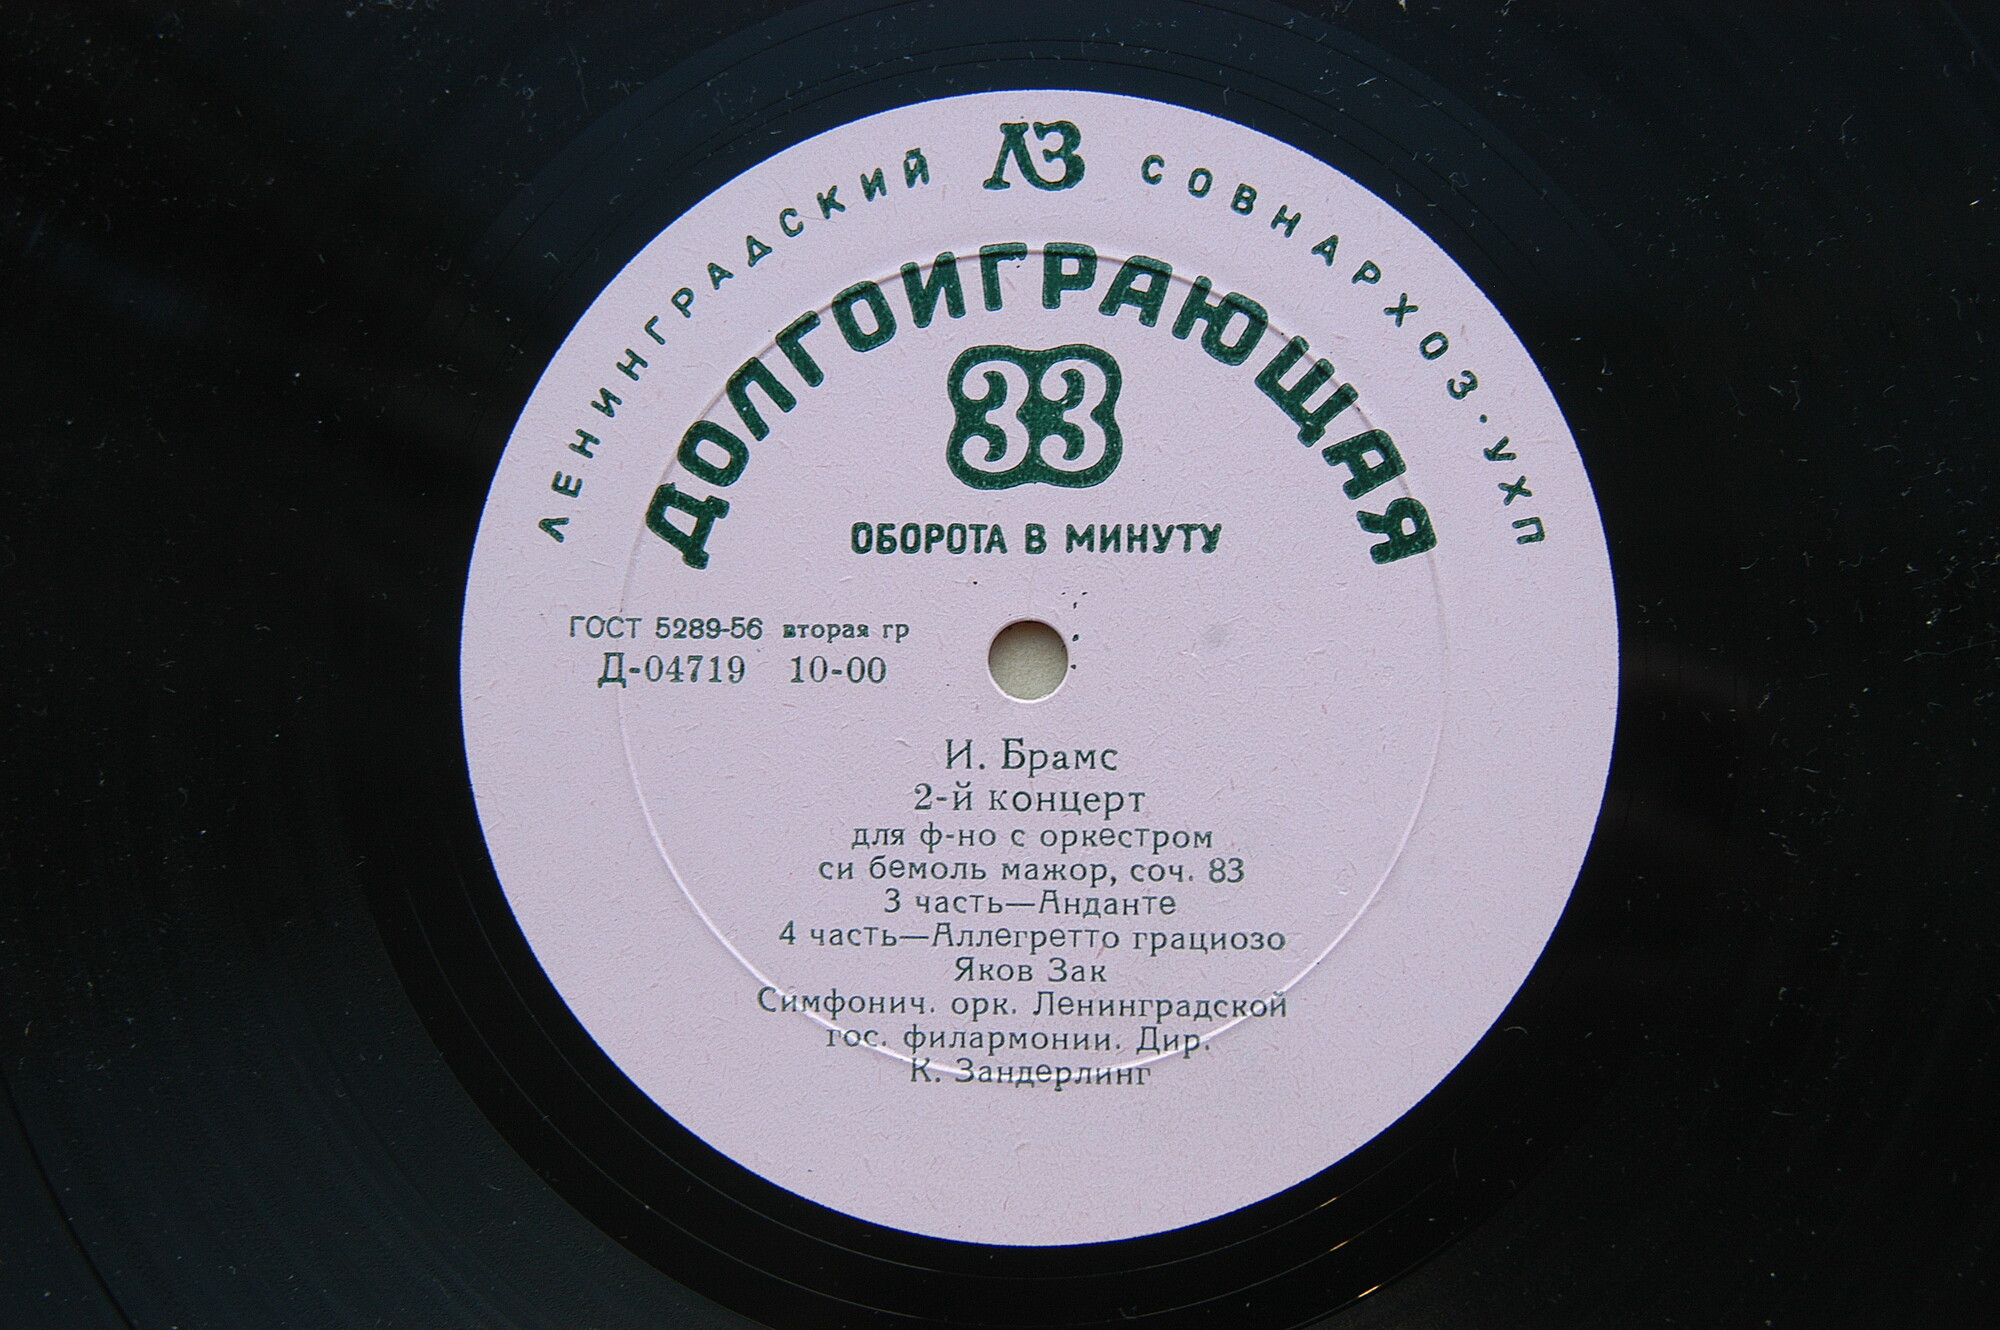 ЛЕНИНГРАДСКИЙ ЛЗ СОВНАРХОЗ·УХП
ДОЛГОИГРАЮЩАЯ
33
ОБОРОТА В МИНУТУ
ГОСТ 5289-56 вторая гр
Д-04719 10-00
И. Брамс
2-й концерт
для ф-но с оркестром
си бемоль мажор, соч. 83
3 часть—Анданте
4 часть—Аллегретто грациозо
Яков Зак
Симфонич. орк. Ленинградской
гос. филармонии. Дир.
К. Зандерлинг